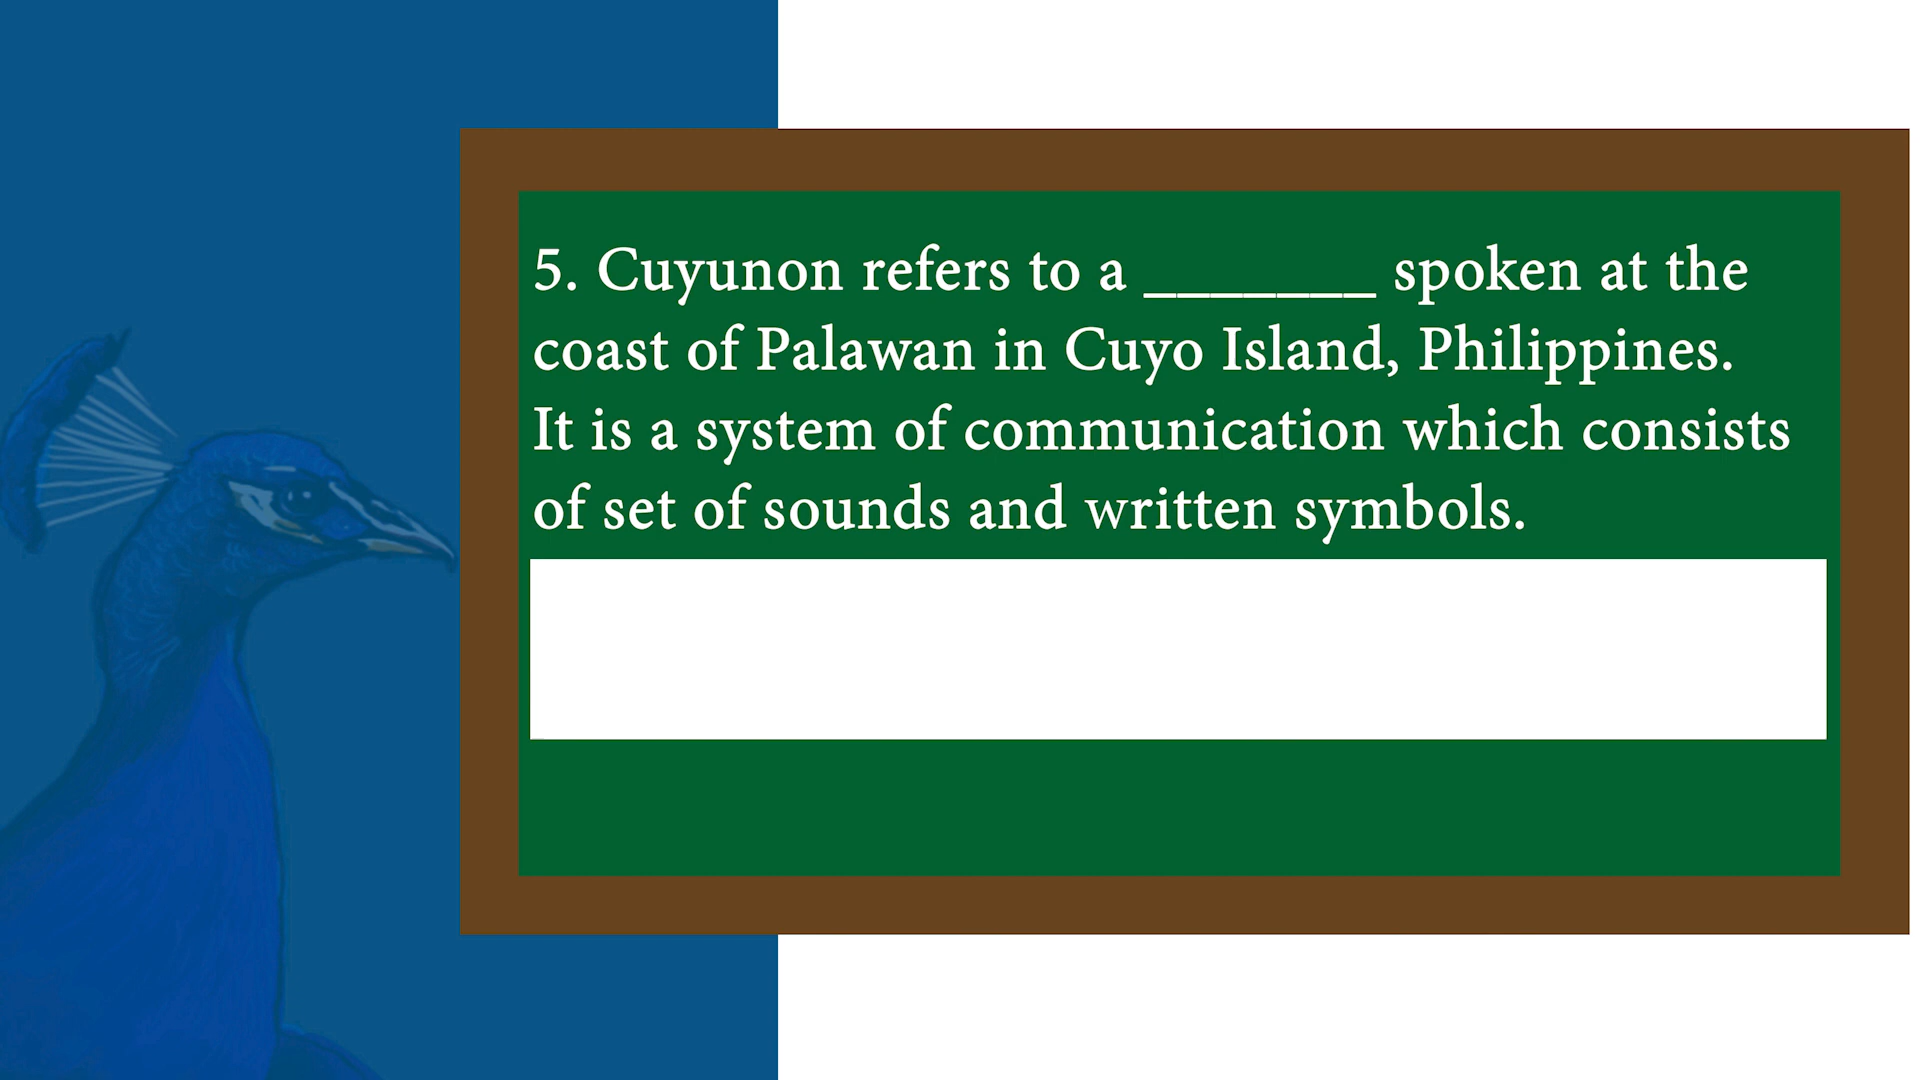 5. Cuyunon refers to a _______ spoken at the
coast of Palawan in Cuyo Island, Philippines.
It is a system of communication which consists
of set of sounds and written symbols.